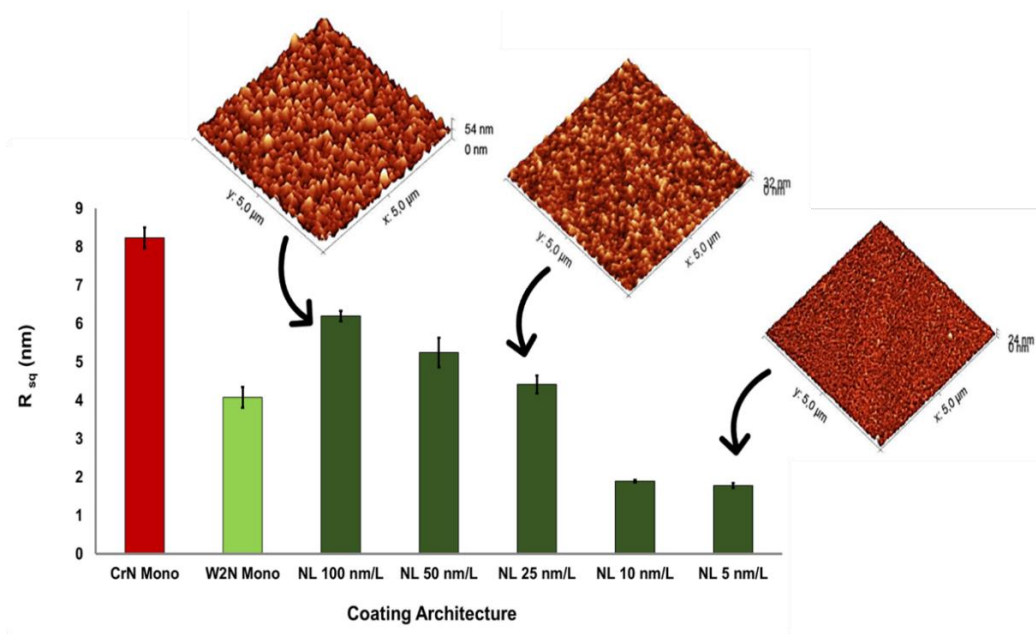 54 nm
0 nm
y: 5,0 µm
x: 5,0 µm
32 nm
0 nm
y: 5,0 µm
x: 5,0 µm
24 nm
0 nm
y: 5,0 µm
x: 5,0 µm
9
8
7
6
5
4
3
2
1
0
R sq (nm)
CrN Mono
W2N Mono
NL 100 nm/L
NL 50 nm/L
NL 25 nm/L
NL 10 nm/L
NL 5 nm/L
Coating Architecture